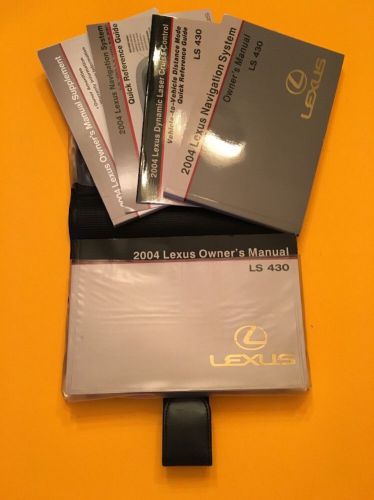 2004 Lexus Owner's Manual Supplement
2004 Lexus Navigation System
Quick Reference Guide
2004 Lexus Dynamic Laser Cruise Control
Vehicle-to-Vehicle Distance Mode
Quick Reference Guide
LS 430
2004 Lexus Navigation System
Owner's Manual
LS 430
LEXUS
2004 Lexus Owner's Manual
LS 430
LEXUS